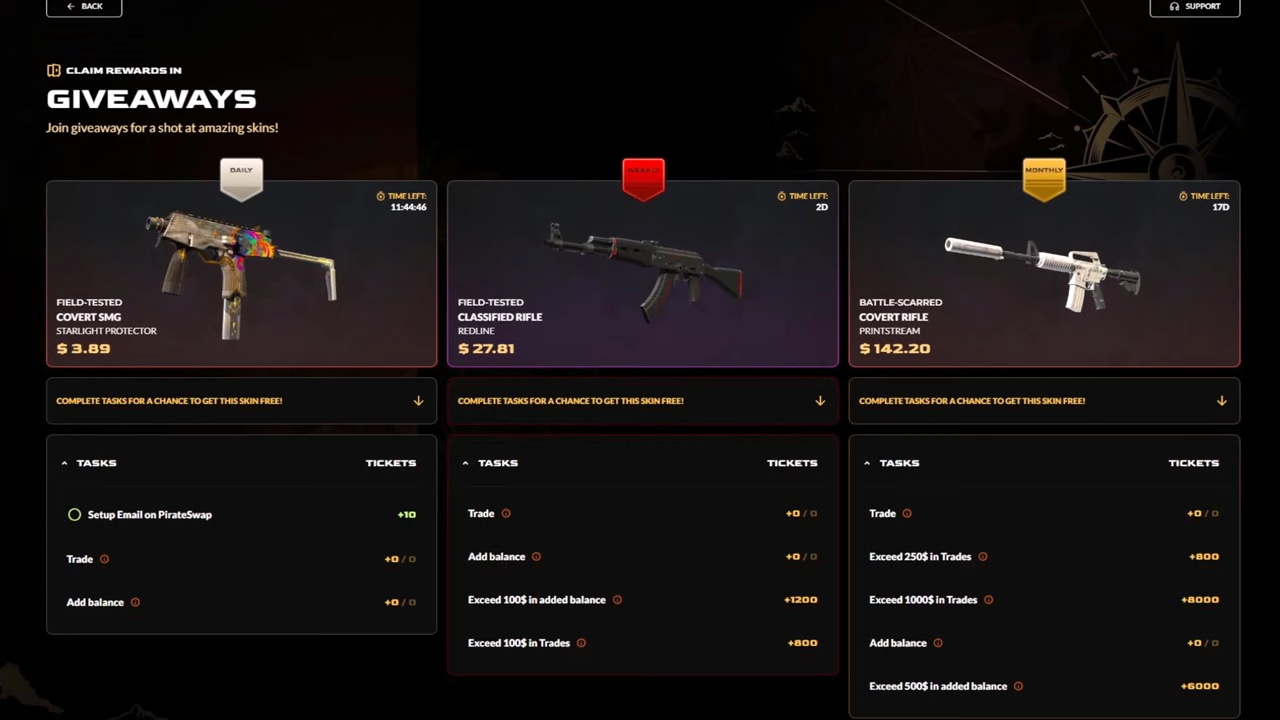 BACK
SUPPORT
CLAIM REWARDS IN
GIVEAWAYS
Join giveaways for a shot at amazing skins!
DAILY
TIME LEFT:
11:44:46
FIELD-TESTED
COVERT SMG
STARLIGHT PROTECTOR
$ 3.89
WEEKLY
TIME LEFT:
2D
FIELD-TESTED
CLASSIFIED RIFLE
REDLINE
$ 27.81
MONTHLY
TIME LEFT:
17D
BATTLE-SCARRED
COVERT RIFLE
PRINTSTREAM
$ 142.20
COMPLETE TASKS FOR A CHANCE TO GET THIS SKIN FREE!
COMPLETE TASKS FOR A CHANCE TO GET THIS SKIN FREE!
COMPLETE TASKS FOR A CHANCE TO GET THIS SKIN FREE!
TASKS TICKETS
Setup Email on PirateSwap +10
Trade +0 / 0
Add balance +0 / 0
TASKS TICKETS
Trade +0 / 0
Add balance +0 / 0
Exceed 100$ in added balance +1200
Exceed 100$ in Trades +800
TASKS TICKETS
Trade +0 / 0
Exceed 250$ in Trades +800
Exceed 1000$ in Trades +8000
Add balance +0 / 0
Exceed 500$ in added balance +6000